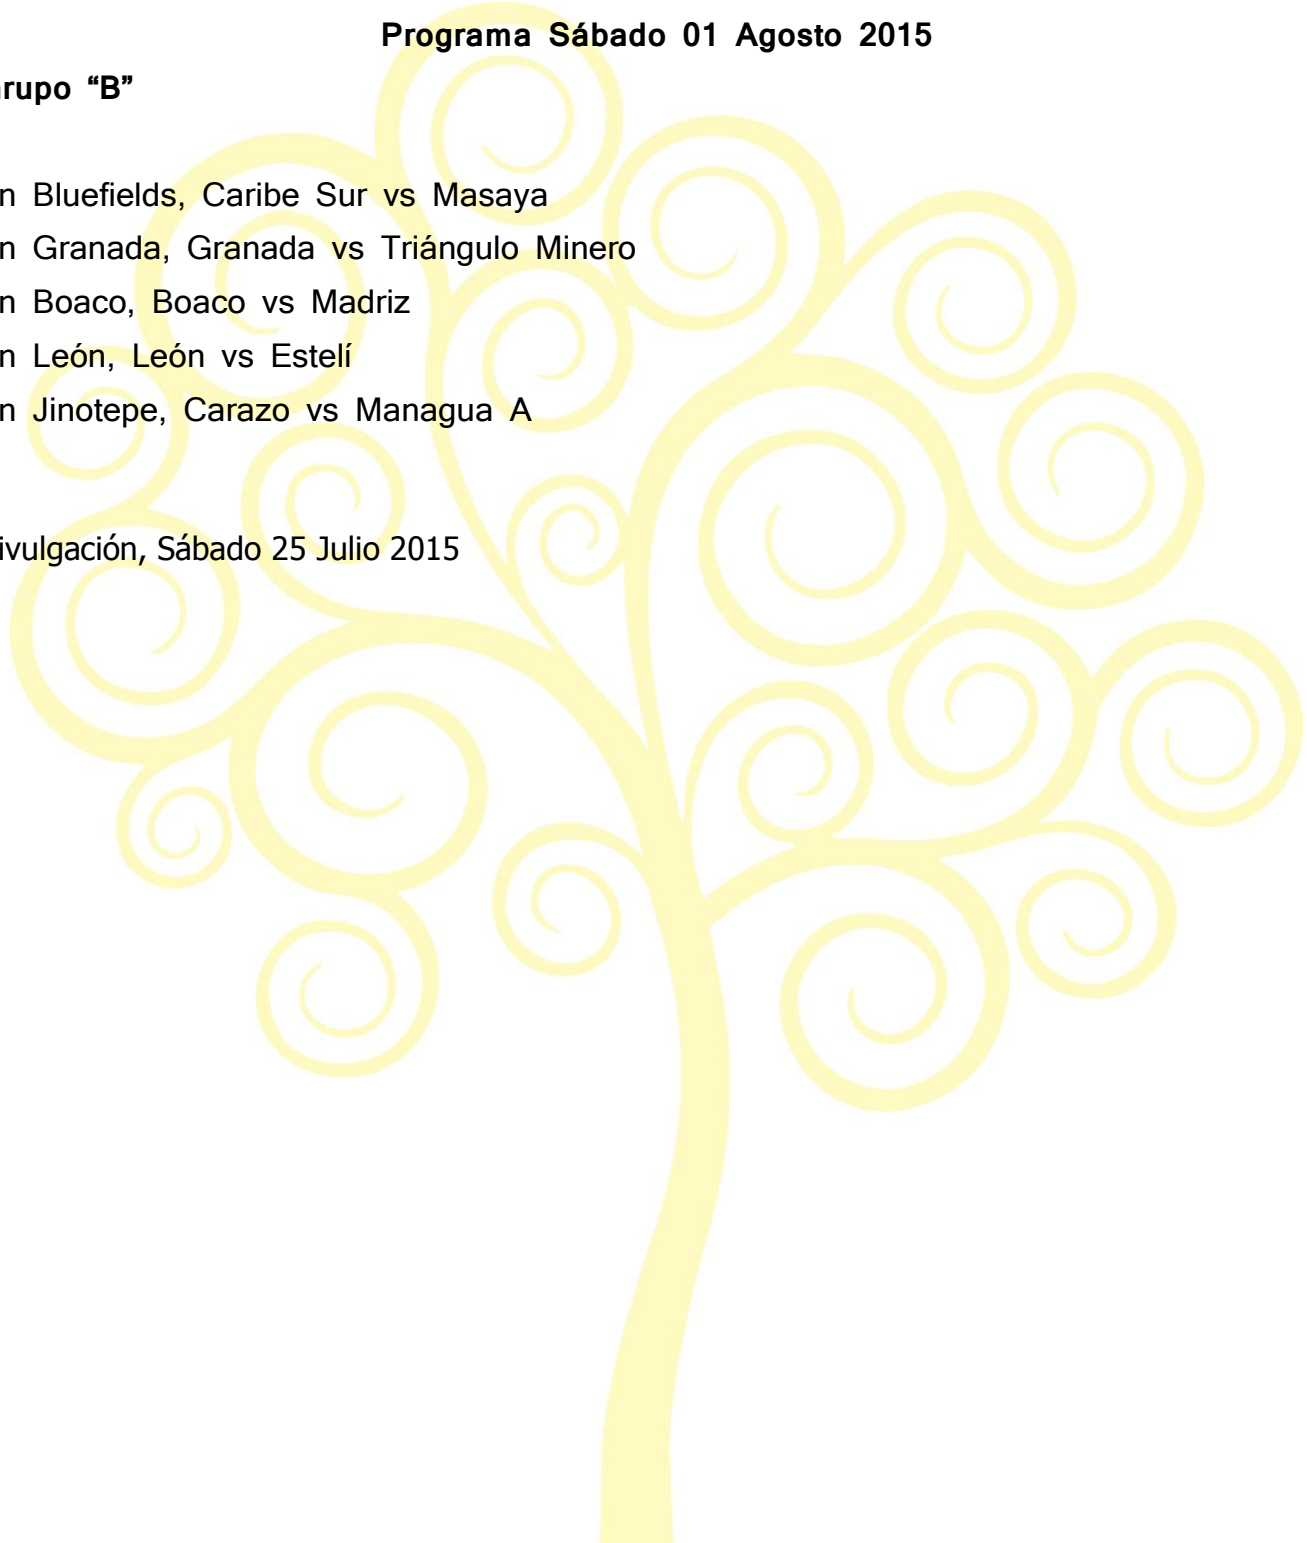 Programa Sábado 01 Agosto 2015
rupo “B”
n Bluefields, Caribe Sur vs Masaya
n Granada, Granada vs Triángulo Minero
n Boaco, Boaco vs Madriz
n León, León vs Estelí
n Jinotepe, Carazo vs Managua A
ivulgación, Sábado 25 Julio 2015